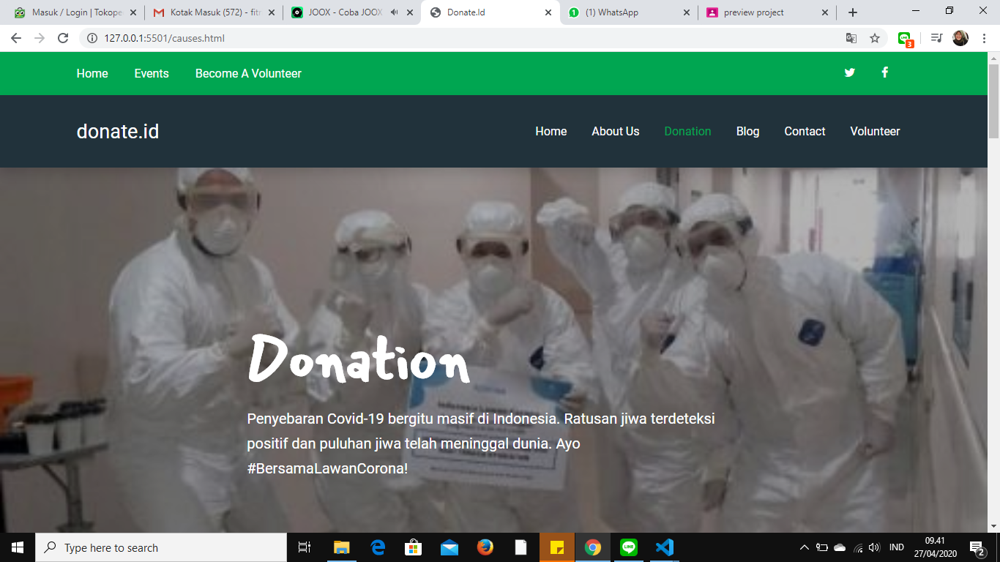 Masuk / Login | Tokope
Kotak Masuk (572) - fitr
JOOX - Coba JOOX
Donate.Id
(1) WhatsApp
preview project
127.0.0.1:5501/causes.html
3
Home Events Become A Volunteer
donate.id
Home About Us Donation Blog Contact Volunteer
Donation
Penyebaran Covid-19 bergitu masif di Indonesia. Ratusan jiwa terdeteksi
positif dan puluhan jiwa telah meninggal dunia. Ayo
#BersamaLawanCorona!
Type here to search
IND
09.41
27/04/2020
2